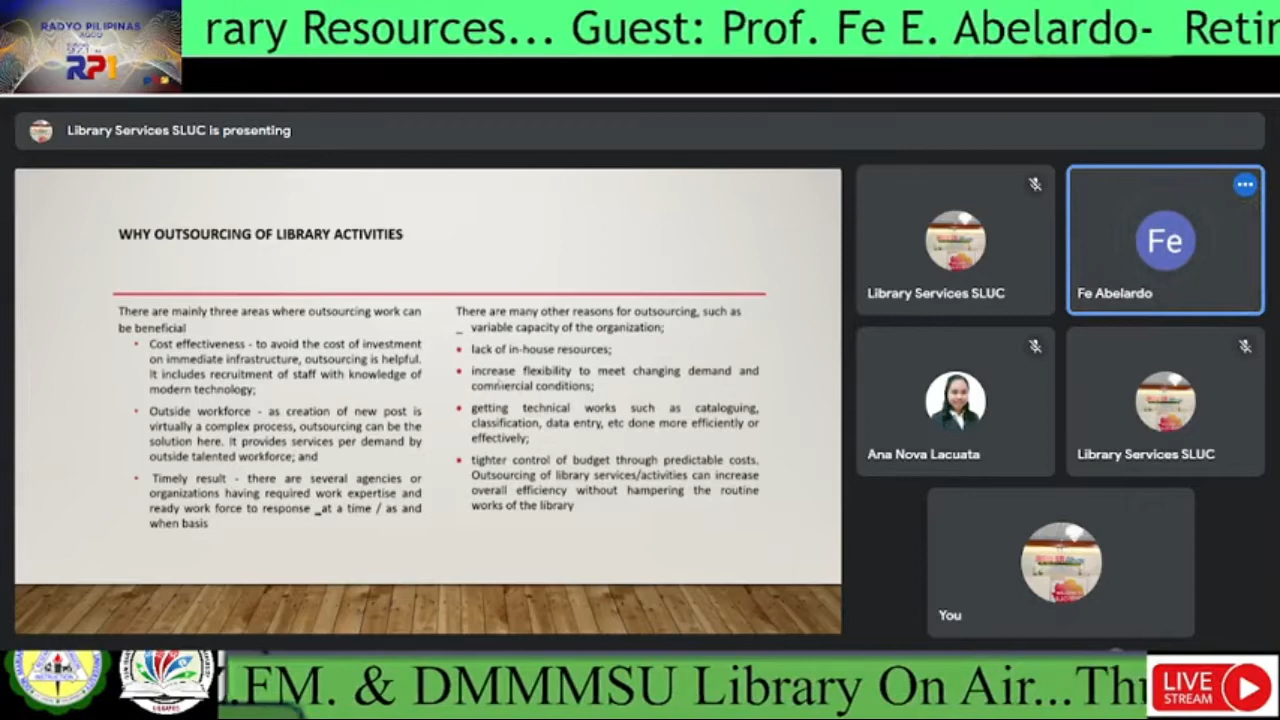 RADYO PILIPINAS
AGOO
RP1
rary Resources... Guest: Prof. Fe E. Abelardo- Retir
Library Services SLUC is presenting
WHY OUTSOURCING OF LIBRARY ACTIVITIES
There are mainly three areas where outsourcing work can
be beneficial
• Cost effectiveness - to avoid the cost of investment
on immediate infrastructure, outsourcing is helpful.
It includes recruitment of staff with knowledge of
modern technology;
• Outside workforce - as creation of new post is
virtually a complex process, outsourcing can be the
solution here. It provides services per demand by
outside talented workforce; and
• Timely result - there are several agencies or
organizations having required work expertise and
ready work force to response _at a time / as and
when basis
There are many other reasons for outsourcing, such as
_ variable capacity of the organization;
• lack of in-house resources;
• increase flexibility to meet changing demand and
commercial conditions;
• getting technical works such as cataloguing,
classification, data entry, etc done more efficiently or
effectively;
• tighter control of budget through predictable costs.
Outsourcing of library services/activities can increase
overall efficiency without hampering the routine
works of the library
Library Services SLUC
Fe
Fe Abelardo
Ana Nova Lacuata
Library Services SLUC
You
.FM. & DMMMSU Library On Air...Thu
LIVE
STREAM